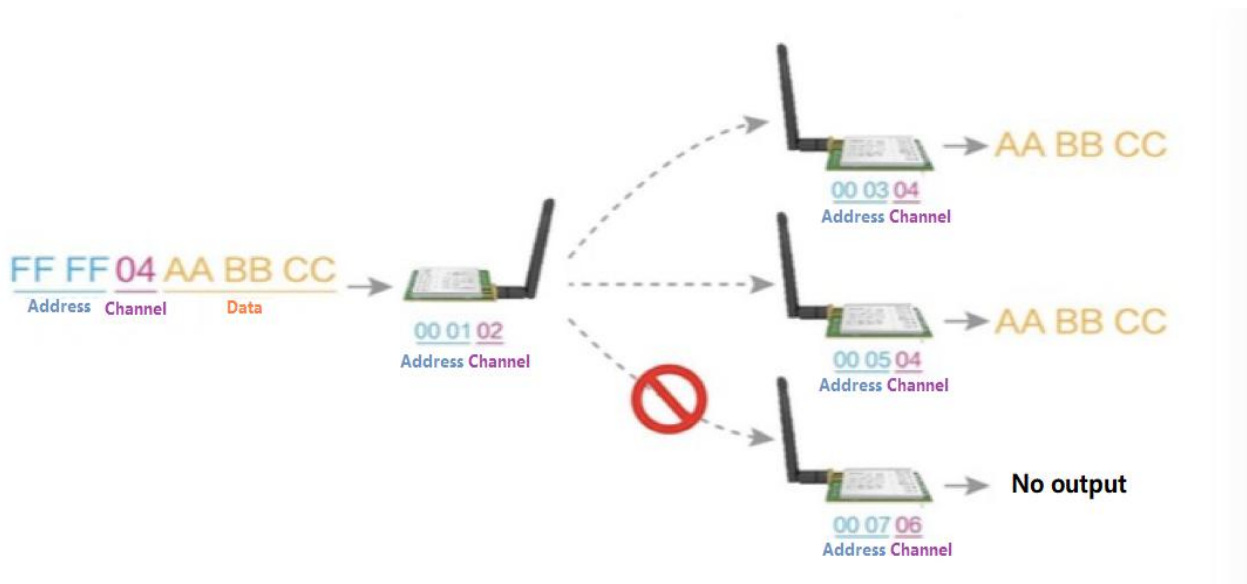 FF FF 04 AA BB CC
Address Channel Data
00 01 02
Address Channel
00 03 04
Address Channel
AA BB CC
00 05 04
Address Channel
AA BB CC
00 07 06
Address Channel
No output